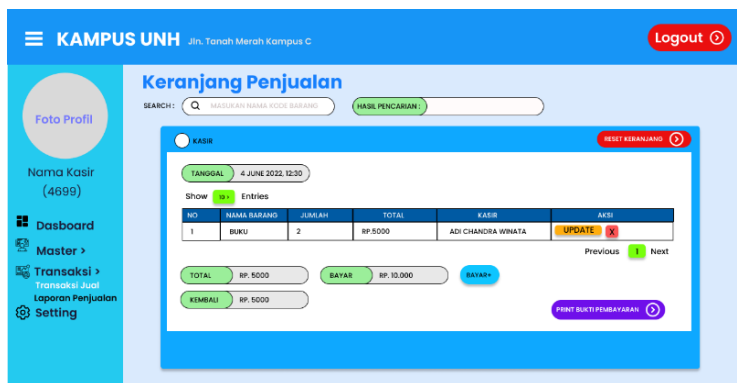 KAMPUS UNH Jln. Tanah Merah Kampus C
Logout
Foto Profil
Nama Kasir
(4699)
Dasboard
Master >
Transaksi >
Transaksi Jual
Laporan Penjualan
Setting
Keranjang Penjualan
SEARCH : MASUKAN NAMA KODE BARANG HASIL PENCARIAN :
KASIR RESET KERANJANG
TANGGAL 4 JUNE 2022, 12:30
Show 10 > Entries
NO NAMA BARANG JUMLAH TOTAL KASIR AKSI
1 BUKU 2 RP.5000 ADI CHANDRA WINATA UPDATE X
Previous 1 Next
TOTAL RP. 5000 BAYAR RP. 10.000 BAYAR+
KEMBALI RP. 5000
PRINT BUKTI PEMBAYARAN